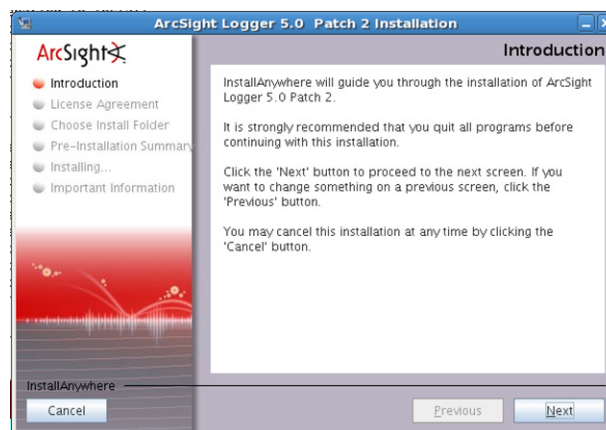 ArcSight Logger 5.0 Patch 2 Installation
ArcSight
Introduction
Introduction
License Agreement
Choose Install Folder
Pre-Installation Summary
Installing...
Important Information
InstallAnywhere will guide you through the installation of ArcSight
Logger 5.0 Patch 2.
It is strongly recommended that you quit all programs before
continuing with this installation.
Click the 'Next' button to proceed to the next screen. If you
want to change something on a previous screen, click the
'Previous' button.
You may cancel this installation at any time by clicking the
'Cancel' button.
InstallAnywhere
Cancel
Previous
Next